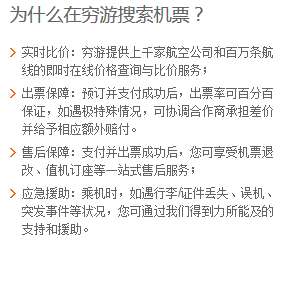 为什么在穷游搜索机票？
实时比价：穷游提供上千家航空公司和百万条航
线的即时在线价格查询与比价服务；
出票保障：预订并支付成功后，出票率可百分百
保证，如遇极特殊情况，可协调合作商承担差价
并给予相应额外赔付。
售后保障：支付并出票成功后，您可享受机票退
改、值机订座等一站式售后服务；
应急援助：乘机时，如遇行李/证件丢失、误机、
突发事件等状况，您可通过我们得到力所能及的
支持和援助。